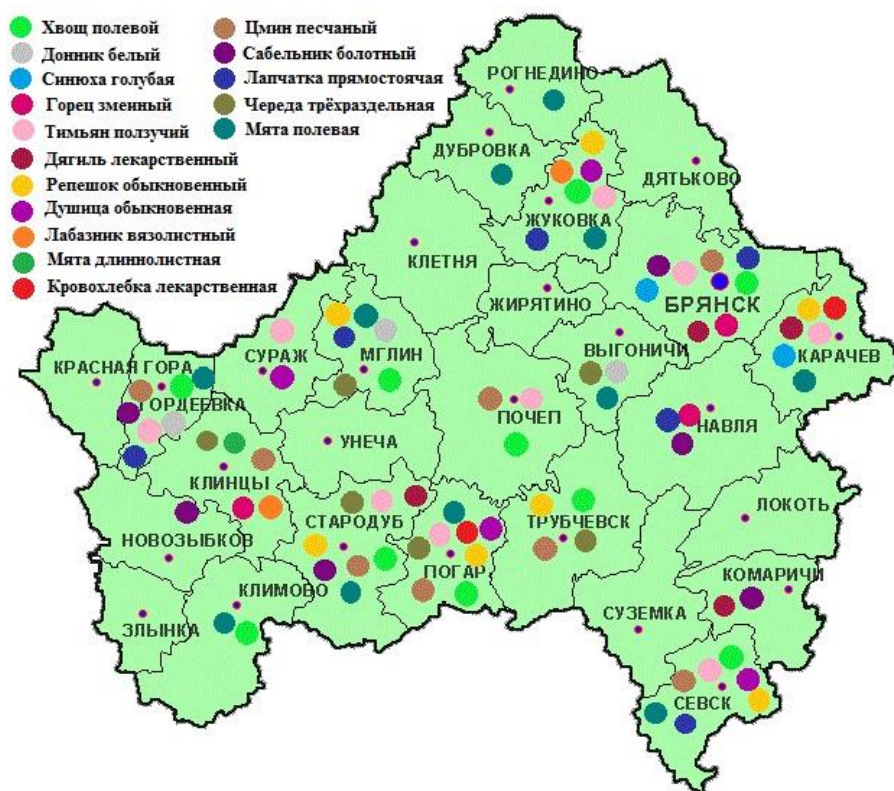 Хвощ полевой
Донник белый
Синюха голубая
Горец змеиный
Тимьян ползучий
Дягиль лекарственный
Репешок обыкновенный
Душица обыкновенная
Лабазник вязолистный
Мята длиннолистная
Кровохлебка лекарственная
Цмин песчаный
Сабельник болотный
Лапчатка прямостоячая
Череда трёхраздельная
Мята полевая
РОГНЕДИНО
ДУБРОВКА
ДЯТЬКОВО
ЖУКОВКА
КЛЕТНЯ
ЖИРЯТИНО
БРЯНСК
КАРАЧЕВ
ВЫГОНИЧИ
МГЛИН
СУРАЖ
КРАСНАЯ ГОРА
ГОРДЕЕВКА
ПОЧЕП
НАВЛЯ
УНЕЧА
КЛИНЦЫ
СТАРОДУБ
ТРУБЧЕВСК
ЛОКОТЬ
НОВОЗЫБКОВ
ПОГАР
КЛИМОВО
КОМАРИЧИ
СУЗЕМКА
ЗЛЫНКА
СЕВСК